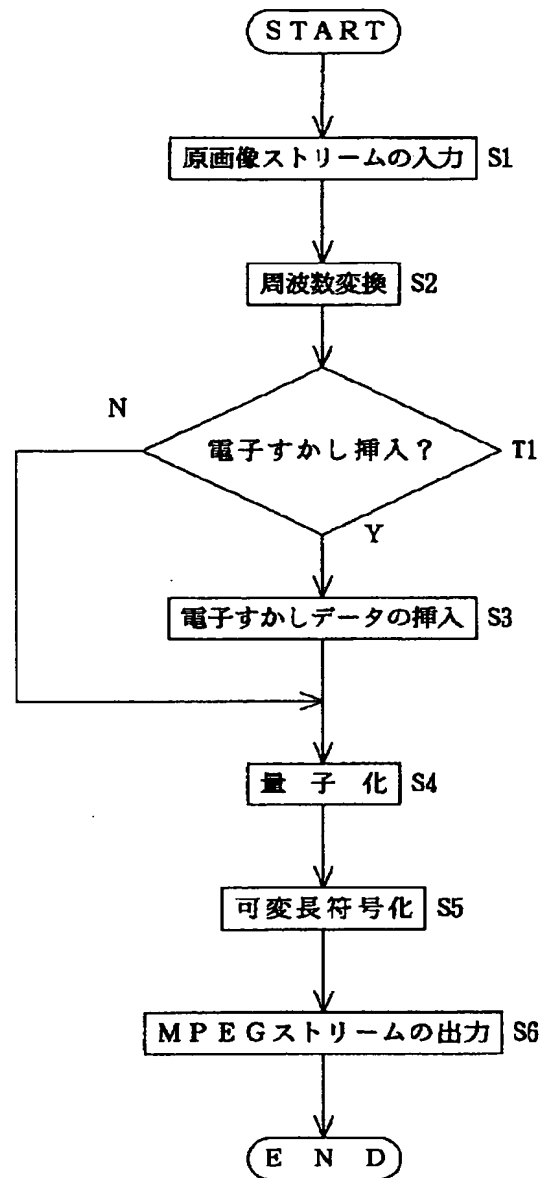 START
原画像ストリームの入力 S1
周波数変換 S2
N
電子すかし挿入？ T1
Y
電子すかしデータの挿入 S3
量子化 S4
可変長符号化 S5
MPEGストリームの出力 S6
END